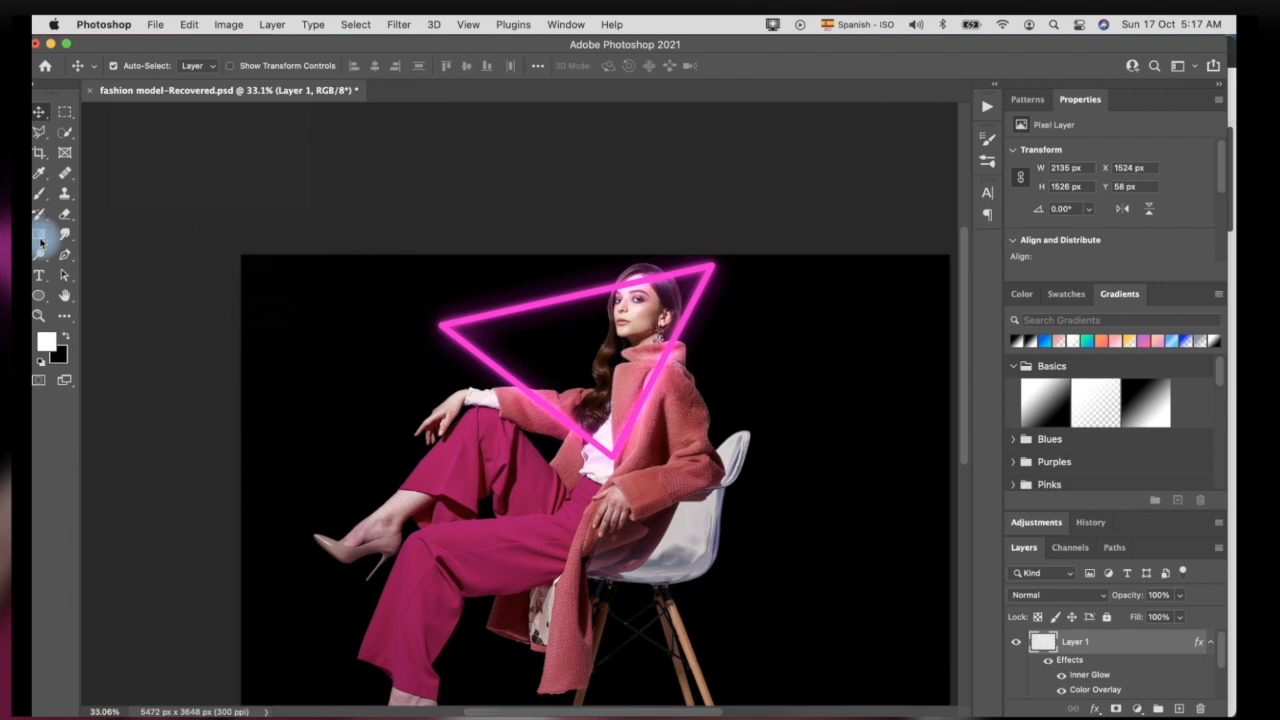 Photoshop File Edit Image Layer Type Select Filter 3D View Plugins Window Help Spanish - ISO Sun 17 Oct 5:17 AM
Adobe Photoshop 2021
Auto-Select: Layer Show Transform Controls 3D Mode:
× fashion model-Recovered.psd @ 33.1% (Layer 1, RGB/8*) *
Patterns Properties
Pixel Layer
Transform
W 2135 px X 1524 px
H 1526 px Y 58 px
0.00°
Align and Distribute
Align:
Color Swatches Gradients
Search Gradients
Basics
Blues
Purples
Pinks
Adjustments History
Layers Channels Paths
Kind
Normal Opacity: 100%
Lock: Fill: 100%
Layer 1 fx
Effects
Inner Glow
Color Overlay
fx
33.06% 5472 px x 3648 px (300 ppi)